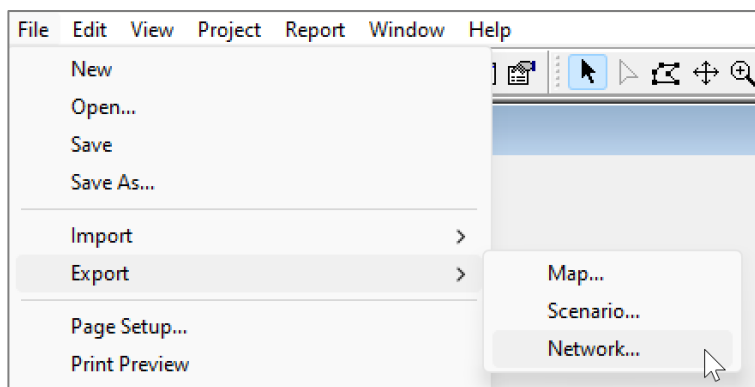 File Edit View Project Report Window Help
New
Open...
Save
Save As...
Import
Export
Map...
Scenario...
Network...
Page Setup...
Print Preview